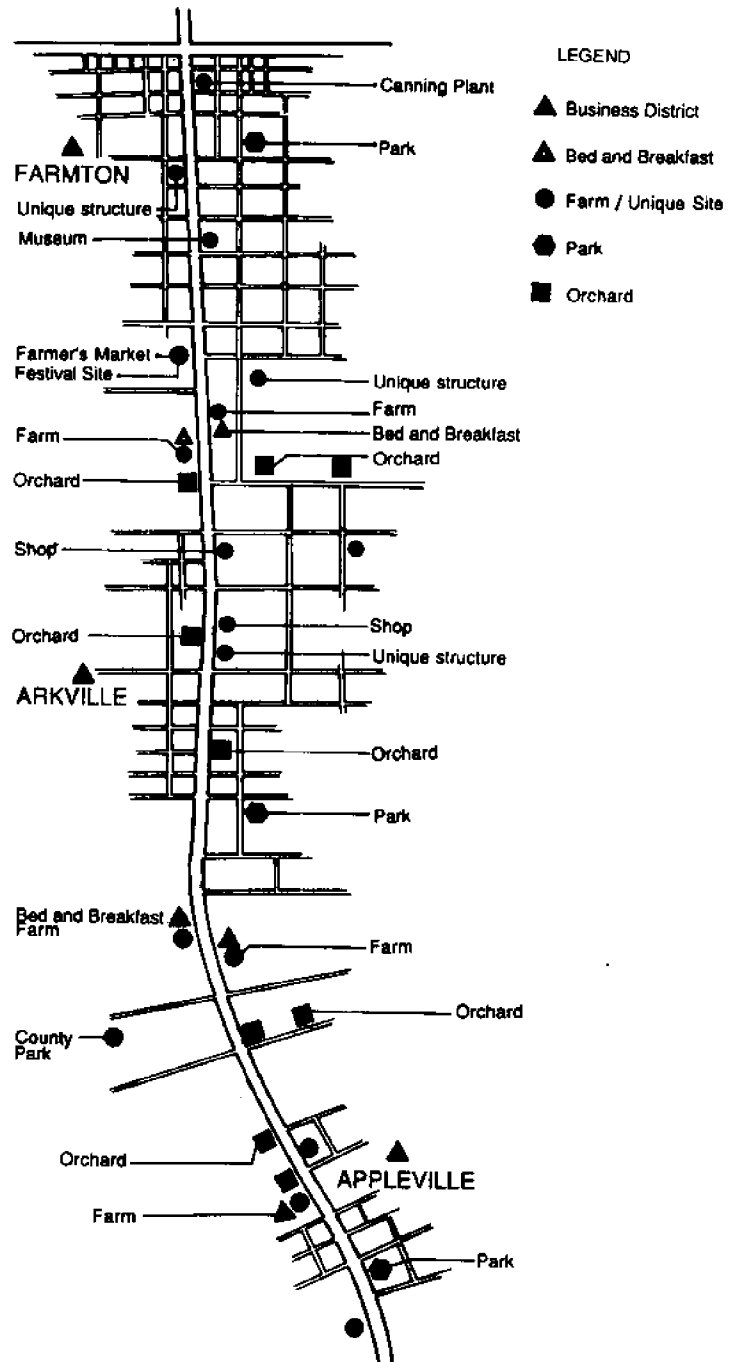 LEGEND
Canning Plant
Business District
Park
Bed and Breakfast
FARMTON
Unique structure
Farm / Unique Site
Museum
Park
Orchard
Farmer's Market
Festival Site
Unique structure
Farm
Farm
Bed and Breakfast
Orchard
Orchard
Shop
Orchard
Shop
Unique structure
ARKVILLE
Orchard
Park
Bed and Breakfast
Farm
Farm
Orchard
County
Park
Orchard
APPLEVILLE
Farm
Park